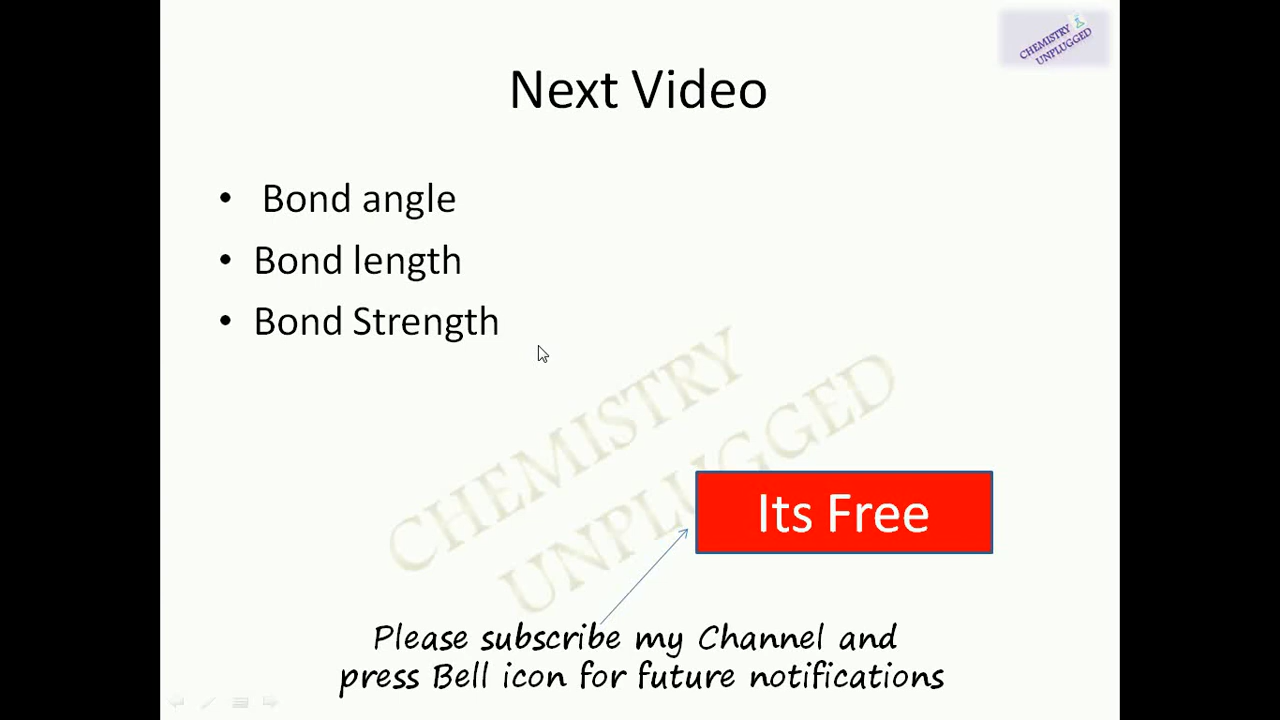 CHEMISTRY
UNPLUGGED
Next Video
• Bond angle
• Bond length
• Bond Strength
CHEMISTRY
UNPLUGGED
Its Free
Please subscribe my Channel and
press Bell icon for future notifications